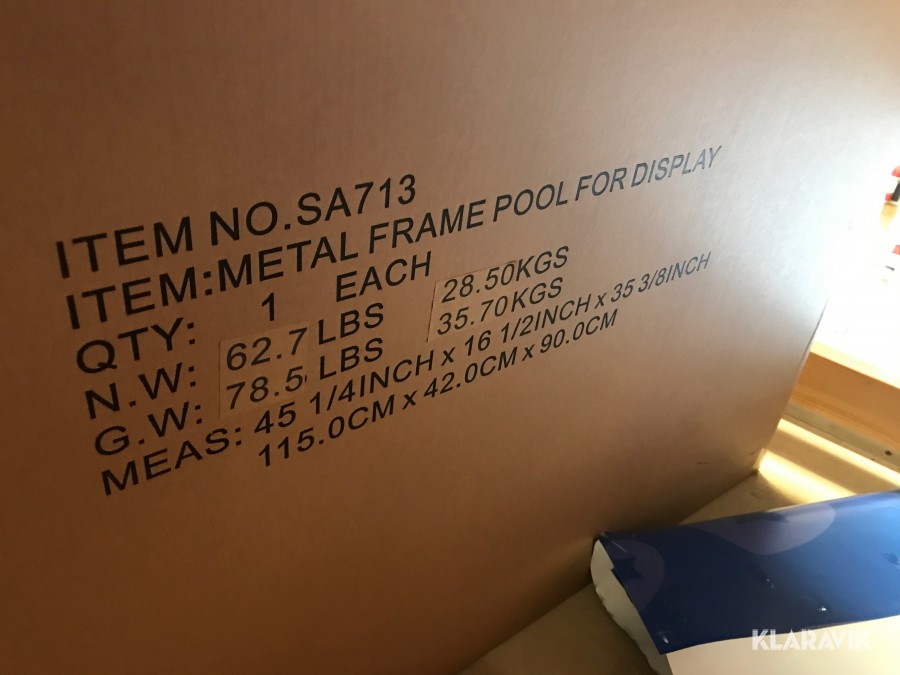 ITEM NO.SA713
ITEM:METAL FRAME POOL FOR DISPLAY
QTY: 1 EACH
N.W: 62.7 LBS 28.50KGS
G.W: 78.5 LBS 35.70KGS
MEAS: 45 1/4INCH x 16 1/2INCH x 35 3/8INCH
115.0CM x 42.0CM x 90.0CM
KLARAVIK